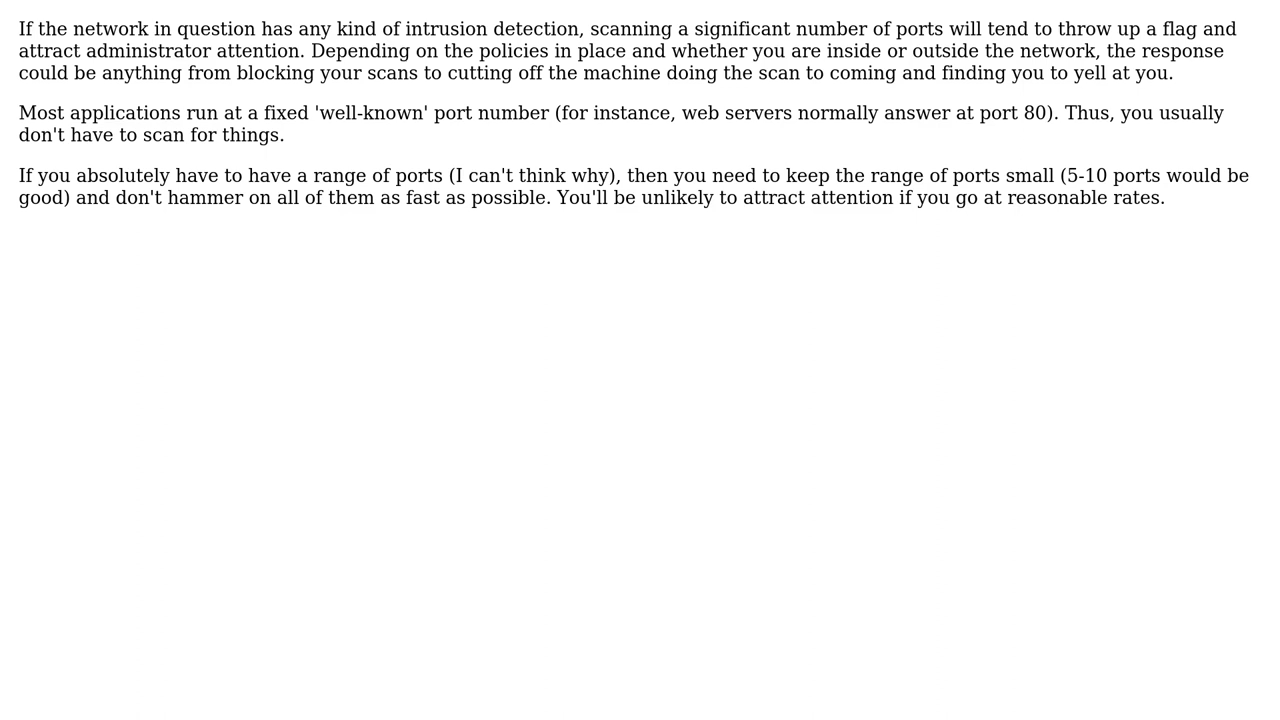 If the network in question has any kind of intrusion detection, scanning a significant number of ports will tend to throw up a flag and
attract administrator attention. Depending on the policies in place and whether you are inside or outside the network, the response
could be anything from blocking your scans to cutting off the machine doing the scan to coming and finding you to yell at you.
Most applications run at a fixed 'well-known' port number (for instance, web servers normally answer at port 80). Thus, you usually
don't have to scan for things.
If you absolutely have to have a range of ports (I can't think why), then you need to keep the range of ports small (5-10 ports would be
good) and don't hammer on all of them as fast as possible. You'll be unlikely to attract attention if you go at reasonable rates.